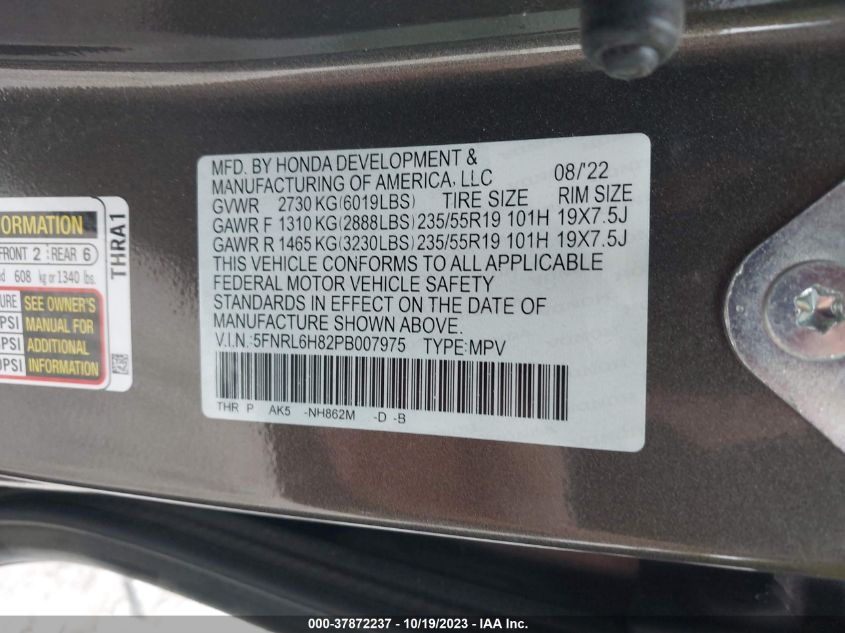 MFD. BY HONDA DEVELOPMENT &
MANUFACTURING OF AMERICA, LLC 08/'22
GVWR 2730 KG (6019LBS) TIRE SIZE RIM SIZE
GAWR F 1310 KG (2888LBS) 235/55R19 101H 19X7.5J
GAWR R 1465 KG (3230LBS) 235/55R19 101H 19X7.5J
THIS VEHICLE CONFORMS TO ALL APPLICABLE
FEDERAL MOTOR VEHICLE SAFETY
STANDARDS IN EFFECT ON THE DATE OF
MANUFACTURE SHOWN ABOVE.
V.I.N.:5FNRL6H82PB007975 TYPE:MPV
THR P AK5 -NH862M -D -B
FRONT 2 : REAR 6
608 kg or 1340 lbs.
SEE OWNER'S
MANUAL FOR
ADDITIONAL
INFORMATION
PSI
THRA1
000-37872237 - 10/19/2023 - IAA Inc.